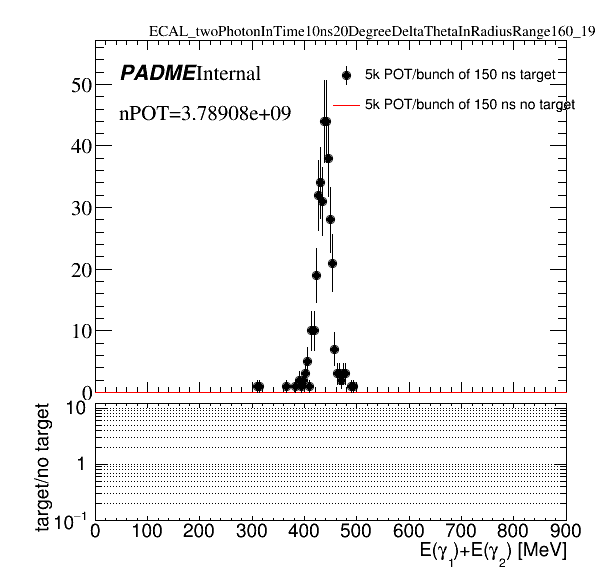 ECAL_twoPhotonInTime10ns20DegreeDeltaThetaInRadiusRange160_19
PADME Internal
5k POT/bunch of 150 ns target
5k POT/bunch of 150 ns no target
nPOT=3.78908e+09
50
40
30
20
10
0
target/no target
10
1
10⁻¹
0 100 200 300 400 500 600 700 800 900
E(γ₁)+E(γ₂) [MeV]